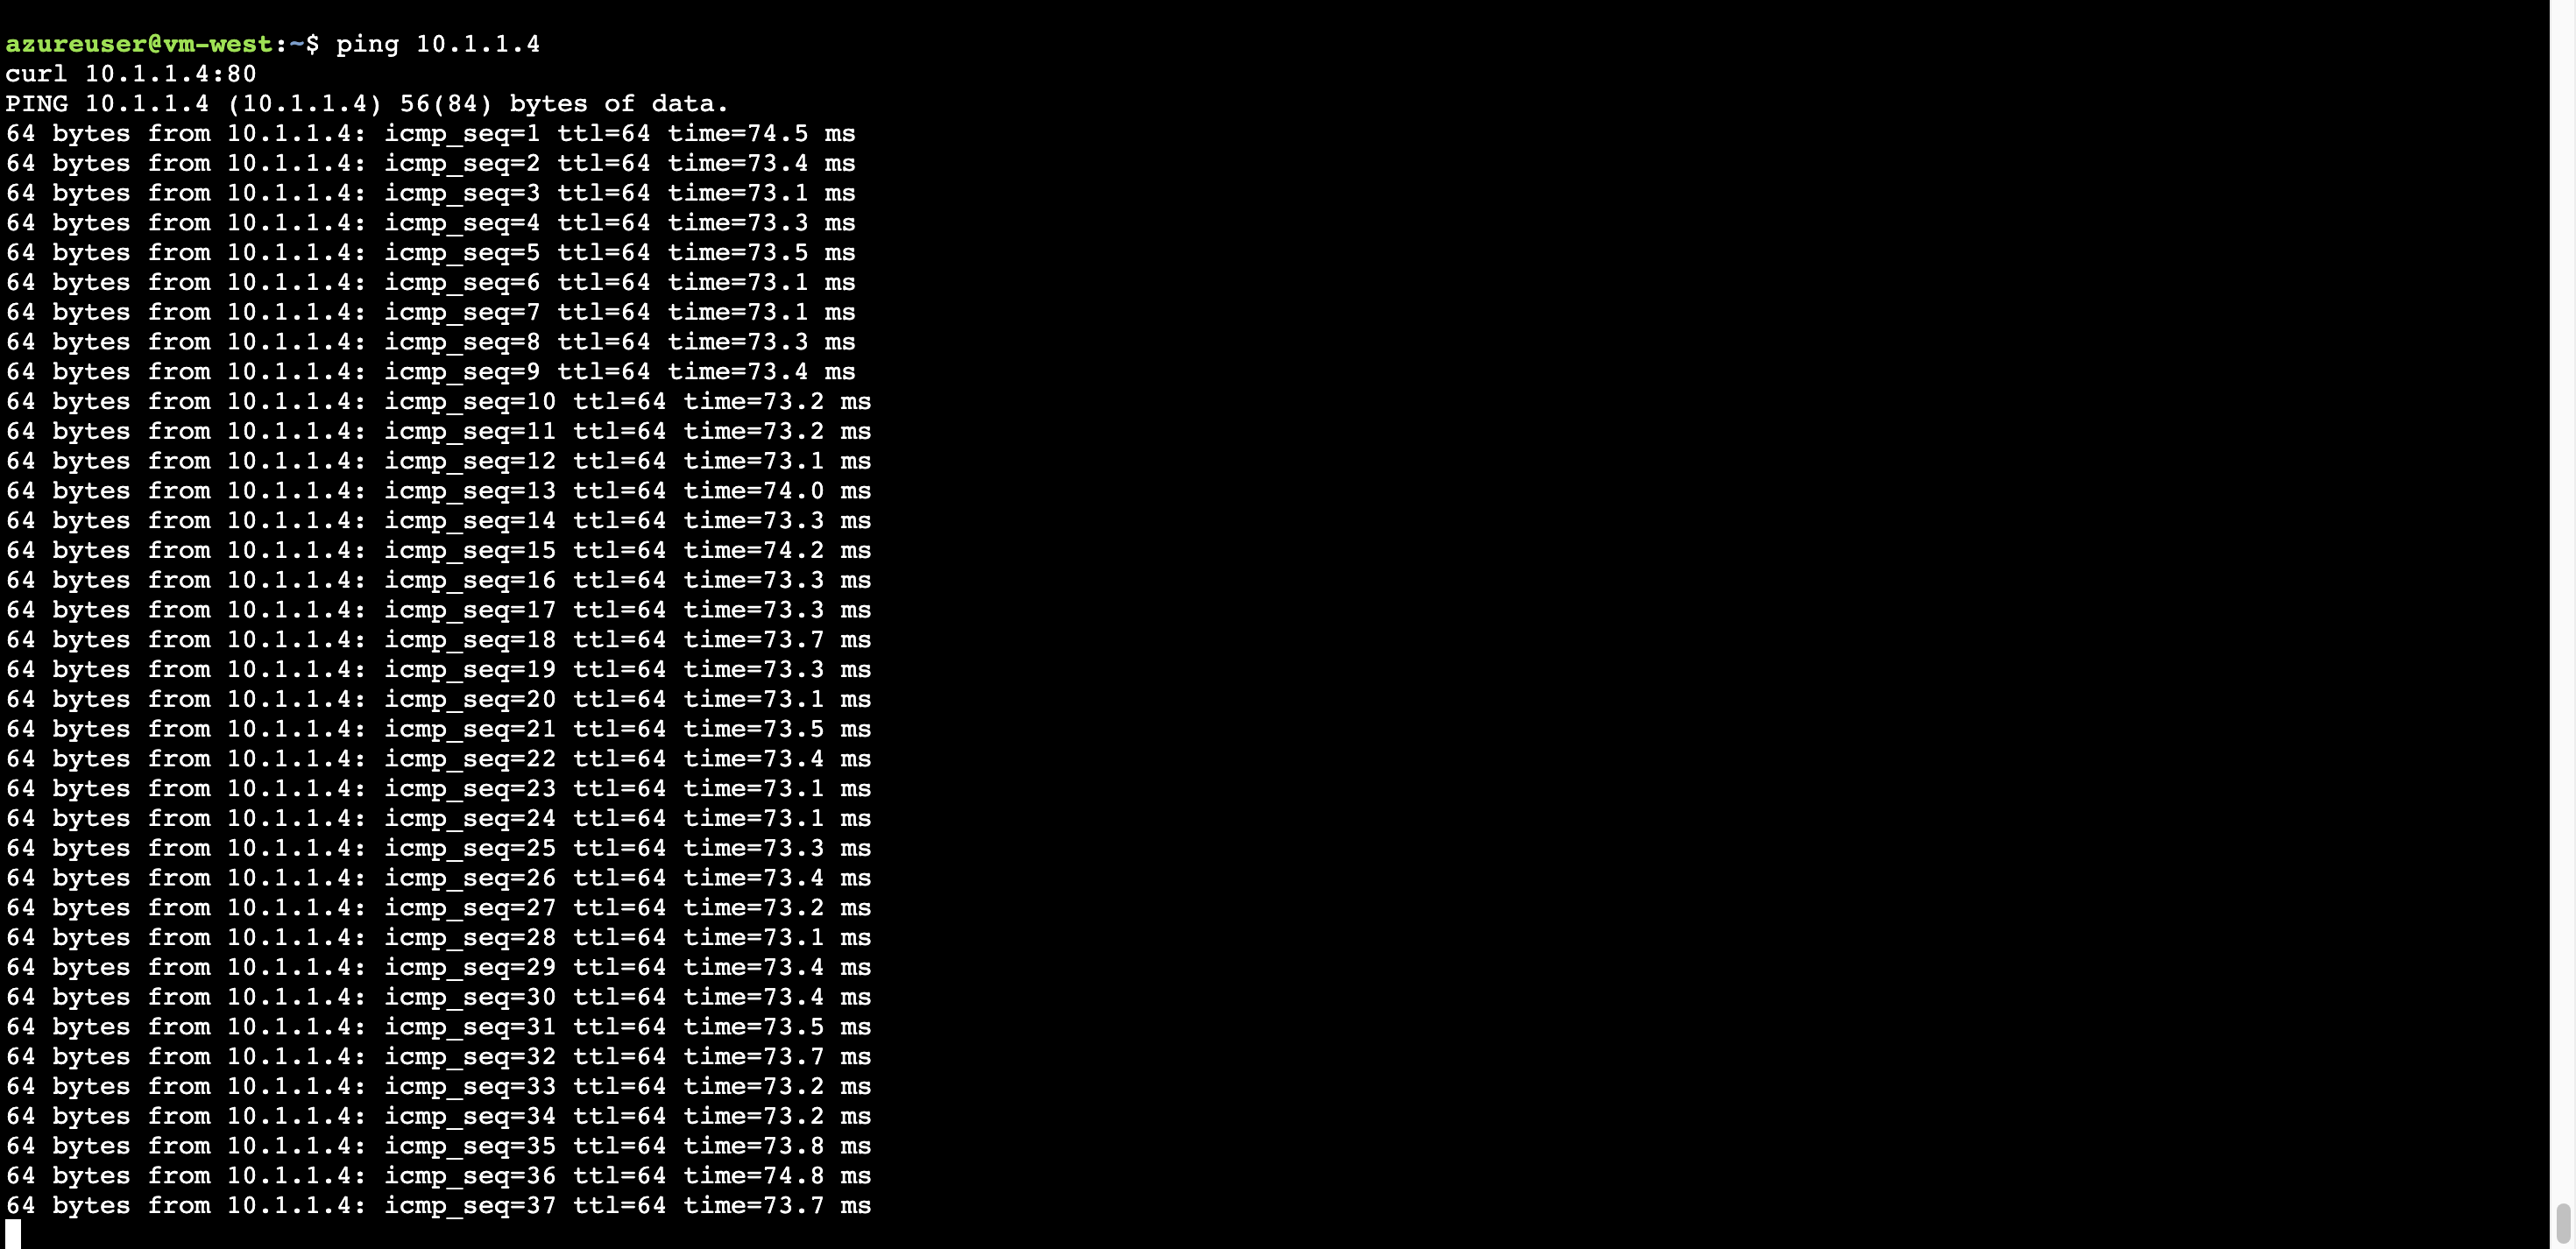 azureuser@vm-west:~$ ping 10.1.1.4
curl 10.1.1.4:80
PING 10.1.1.4 (10.1.1.4) 56(84) bytes of data.
64 bytes from 10.1.1.4: icmp_seq=1 ttl=64 time=74.5 ms
64 bytes from 10.1.1.4: icmp_seq=2 ttl=64 time=73.4 ms
64 bytes from 10.1.1.4: icmp_seq=3 ttl=64 time=73.1 ms
64 bytes from 10.1.1.4: icmp_seq=4 ttl=64 time=73.3 ms
64 bytes from 10.1.1.4: icmp_seq=5 ttl=64 time=73.5 ms
64 bytes from 10.1.1.4: icmp_seq=6 ttl=64 time=73.1 ms
64 bytes from 10.1.1.4: icmp_seq=7 ttl=64 time=73.1 ms
64 bytes from 10.1.1.4: icmp_seq=8 ttl=64 time=73.3 ms
64 bytes from 10.1.1.4: icmp_seq=9 ttl=64 time=73.4 ms
64 bytes from 10.1.1.4: icmp_seq=10 ttl=64 time=73.2 ms
64 bytes from 10.1.1.4: icmp_seq=11 ttl=64 time=73.2 ms
64 bytes from 10.1.1.4: icmp_seq=12 ttl=64 time=73.1 ms
64 bytes from 10.1.1.4: icmp_seq=13 ttl=64 time=74.0 ms
64 bytes from 10.1.1.4: icmp_seq=14 ttl=64 time=73.3 ms
64 bytes from 10.1.1.4: icmp_seq=15 ttl=64 time=74.2 ms
64 bytes from 10.1.1.4: icmp_seq=16 ttl=64 time=73.3 ms
64 bytes from 10.1.1.4: icmp_seq=17 ttl=64 time=73.3 ms
64 bytes from 10.1.1.4: icmp_seq=18 ttl=64 time=73.7 ms
64 bytes from 10.1.1.4: icmp_seq=19 ttl=64 time=73.3 ms
64 bytes from 10.1.1.4: icmp_seq=20 ttl=64 time=73.1 ms
64 bytes from 10.1.1.4: icmp_seq=21 ttl=64 time=73.5 ms
64 bytes from 10.1.1.4: icmp_seq=22 ttl=64 time=73.4 ms
64 bytes from 10.1.1.4: icmp_seq=23 ttl=64 time=73.1 ms
64 bytes from 10.1.1.4: icmp_seq=24 ttl=64 time=73.1 ms
64 bytes from 10.1.1.4: icmp_seq=25 ttl=64 time=73.3 ms
64 bytes from 10.1.1.4: icmp_seq=26 ttl=64 time=73.4 ms
64 bytes from 10.1.1.4: icmp_seq=27 ttl=64 time=73.2 ms
64 bytes from 10.1.1.4: icmp_seq=28 ttl=64 time=73.1 ms
64 bytes from 10.1.1.4: icmp_seq=29 ttl=64 time=73.4 ms
64 bytes from 10.1.1.4: icmp_seq=30 ttl=64 time=73.4 ms
64 bytes from 10.1.1.4: icmp_seq=31 ttl=64 time=73.5 ms
64 bytes from 10.1.1.4: icmp_seq=32 ttl=64 time=73.7 ms
64 bytes from 10.1.1.4: icmp_seq=33 ttl=64 time=73.2 ms
64 bytes from 10.1.1.4: icmp_seq=34 ttl=64 time=73.2 ms
64 bytes from 10.1.1.4: icmp_seq=35 ttl=64 time=73.8 ms
64 bytes from 10.1.1.4: icmp_seq=36 ttl=64 time=74.8 ms
64 bytes from 10.1.1.4: icmp_seq=37 ttl=64 time=73.7 ms